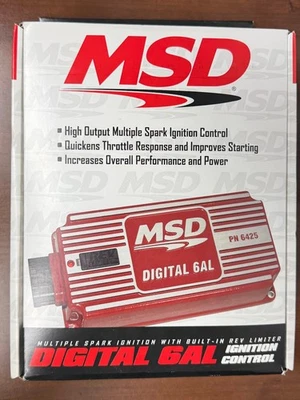 MSD
High Output Multiple Spark Ignition Control
Quickens Throttle Response and Improves Starting
Increases Overall Performance and Power
MSD
PN 6425
DIGITAL 6AL
MULTIPLE SPARK IGNITION WITH BUILT-IN REV LIMITER
DIGITAL 6AL IGNITION CONTROL